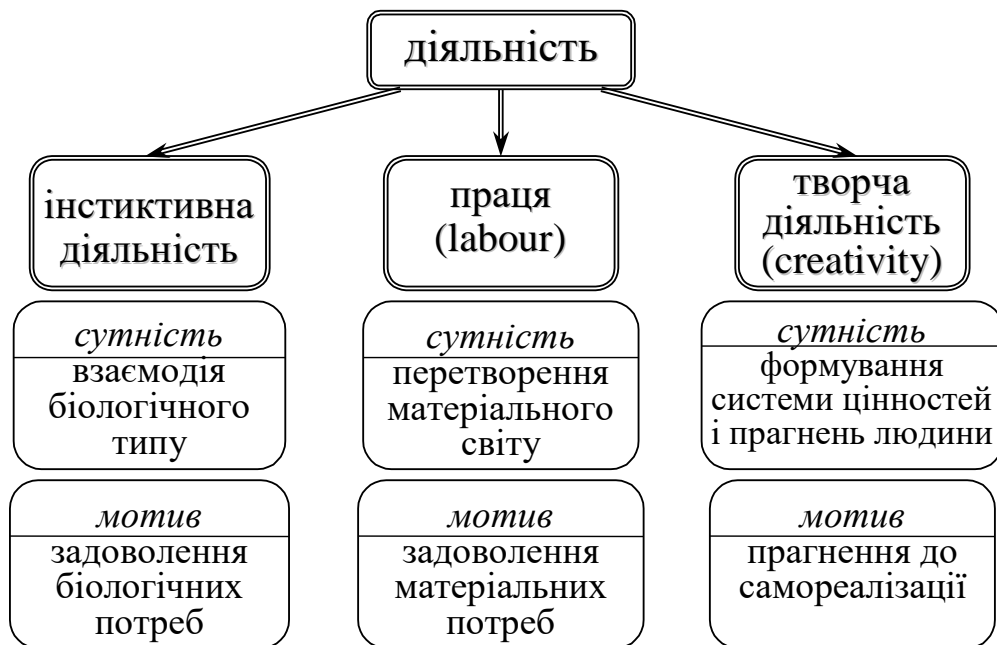 діяльність
інстиктивна
діяльність
праця
(labour)
творча
діяльність
(creativity)
сутність
взаємодія
біологічного
типу
сутність
перетворення
матеріального
світу
сутність
формування
системи цінностей
і прагнень людини
мотив
задоволення
біологічних
потреб
мотив
задоволення
матеріальних
потреб
мотив
прагнення до
самореалізації